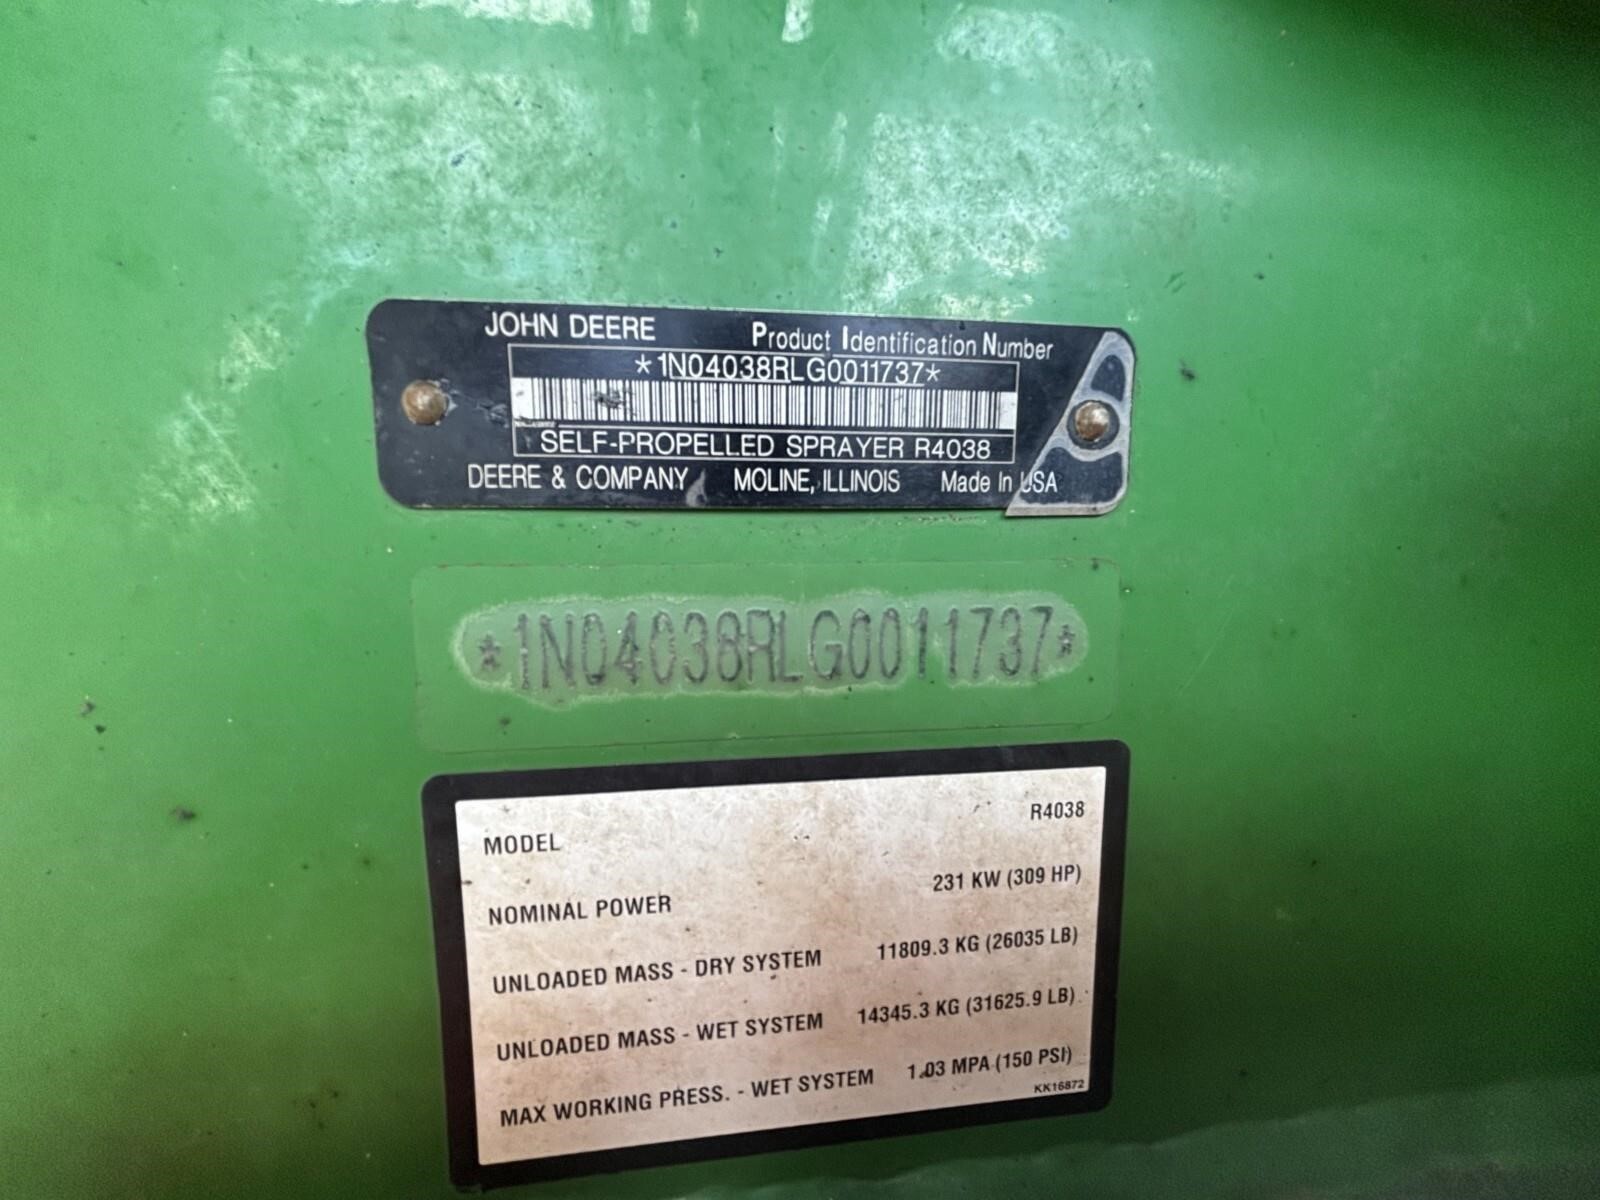 JOHN DEERE
Product Identification Number
*1N04038RLG0011737*
SELF-PROPELLED SPRAYER R4038
DEERE & COMPANY MOLINE, ILLINOIS Made In USA
*1N04038RLG0011737*
MODEL R4038
NOMINAL POWER 231 KW (309 HP)
UNLOADED MASS - DRY SYSTEM 11809.3 KG (26035 LB)
UNLOADED MASS - WET SYSTEM 14345.3 KG (31625.9 LB)
MAX WORKING PRESS. - WET SYSTEM 1.03 MPA (150 PSI)
KK16872